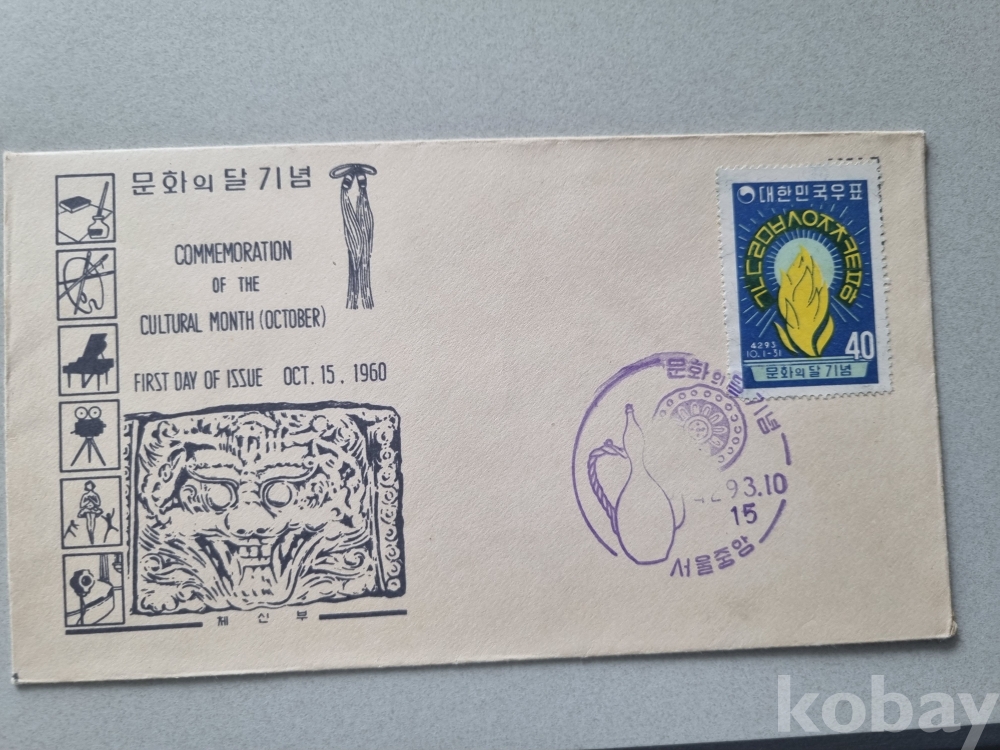 문화의 달 기념
COMMEMORATION
OF THE
CULTURAL MONTH (OCTOBER)
FIRST DAY OF ISSUE OCT. 15, 1960
체 신 부
대한민국우표
ㄱㄴㄷㄹㅁㅂㅅㅇㅈㅊㅋㅌㅍㅎ
4293
10.1-31
40
문화의 달 기념
문화의 달 기념
4293.10
15
서울중앙
kobay